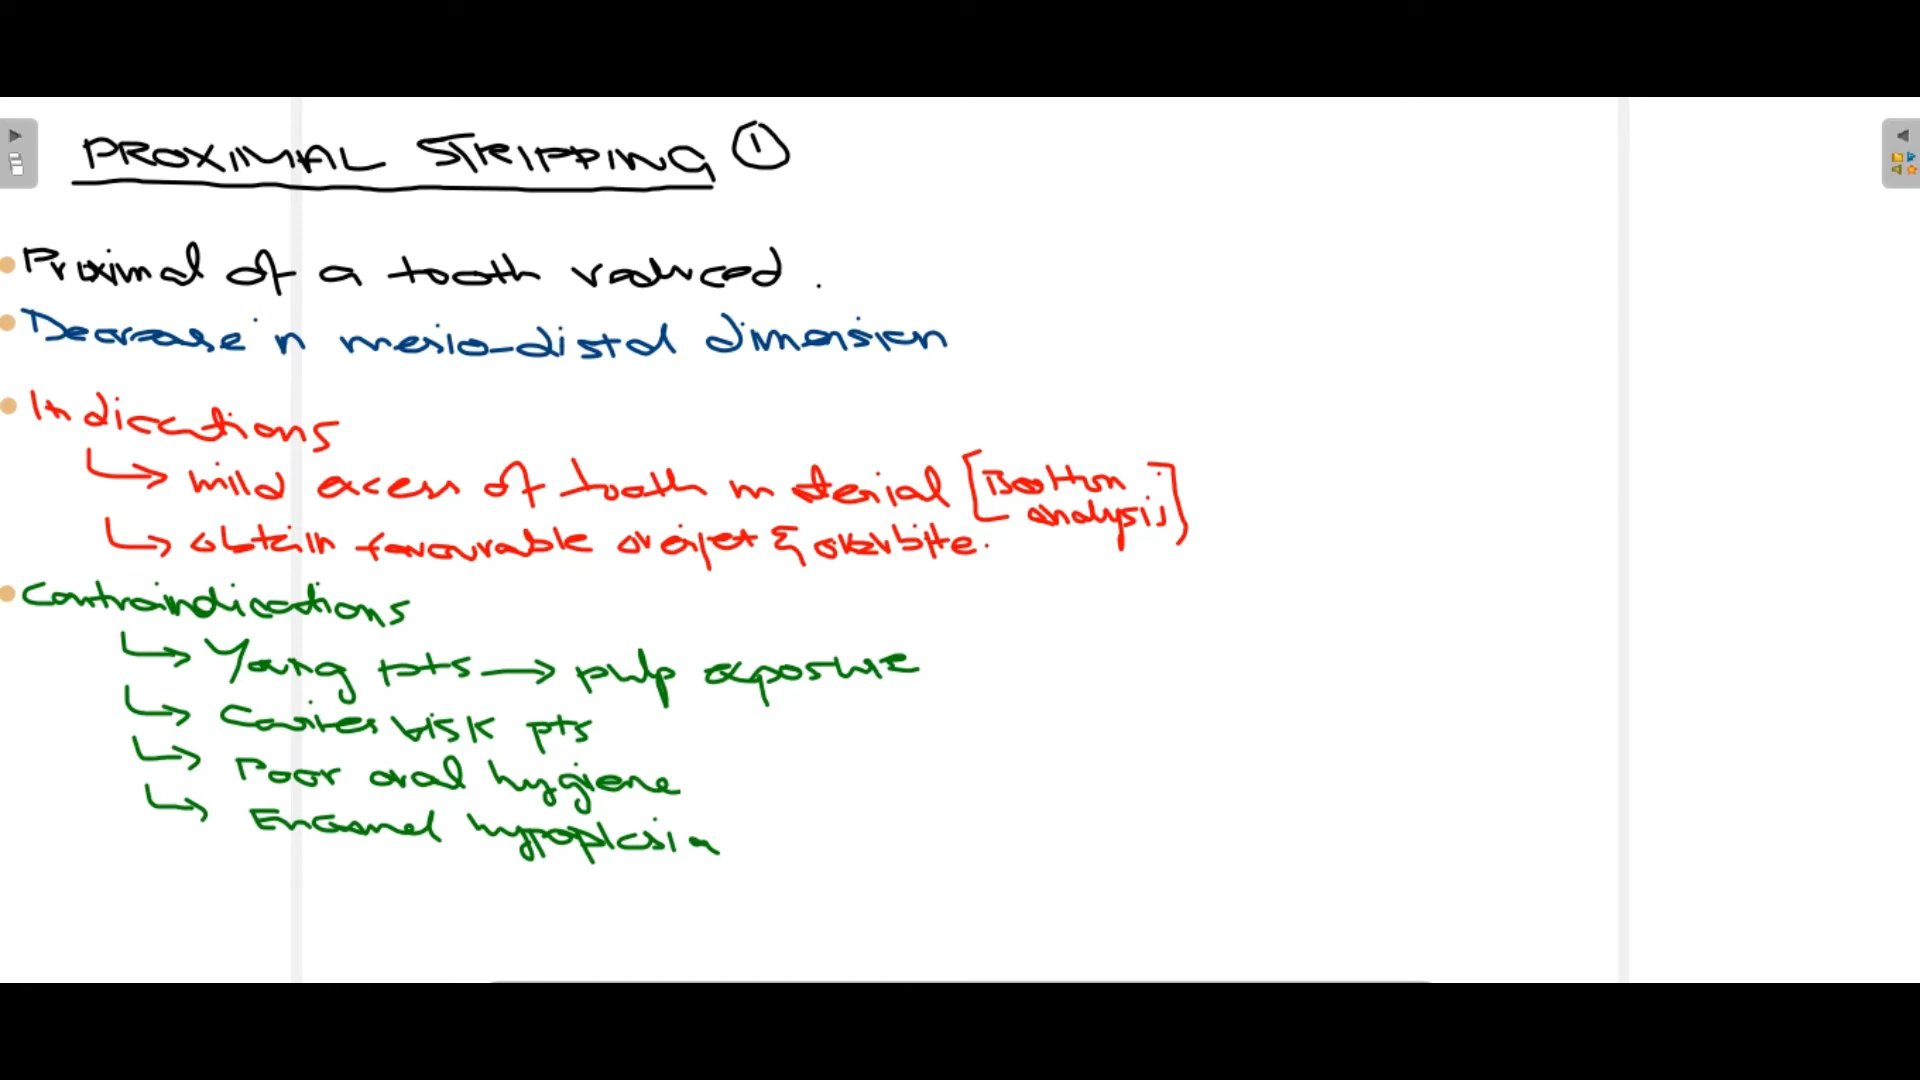 PROXIMAL STRIPPING ①
Proximal of a tooth reduced.
Decrease in mesio-distal dimension
Indications
↳ mild excess of tooth material [Bolton analysis]
↳ obtain favourable overjet & overbite.
Contraindications
↳ Young pts → pulp exposure
↳ Caries risk pts
↳ Poor oral hygiene
↳ Enamel hypoplasia